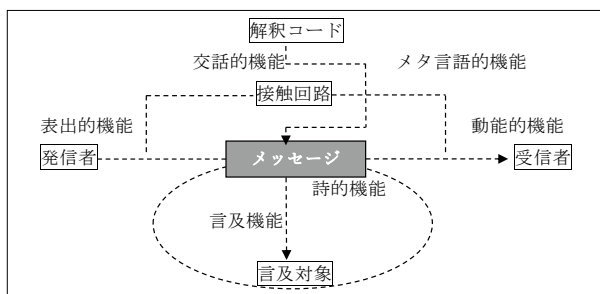 解釈コード
交話的機能 メタ言語的機能
接触回路
表出的機能 動能的機能
発信者 メッセージ 受信者
詩的機能
言及機能
言及対象